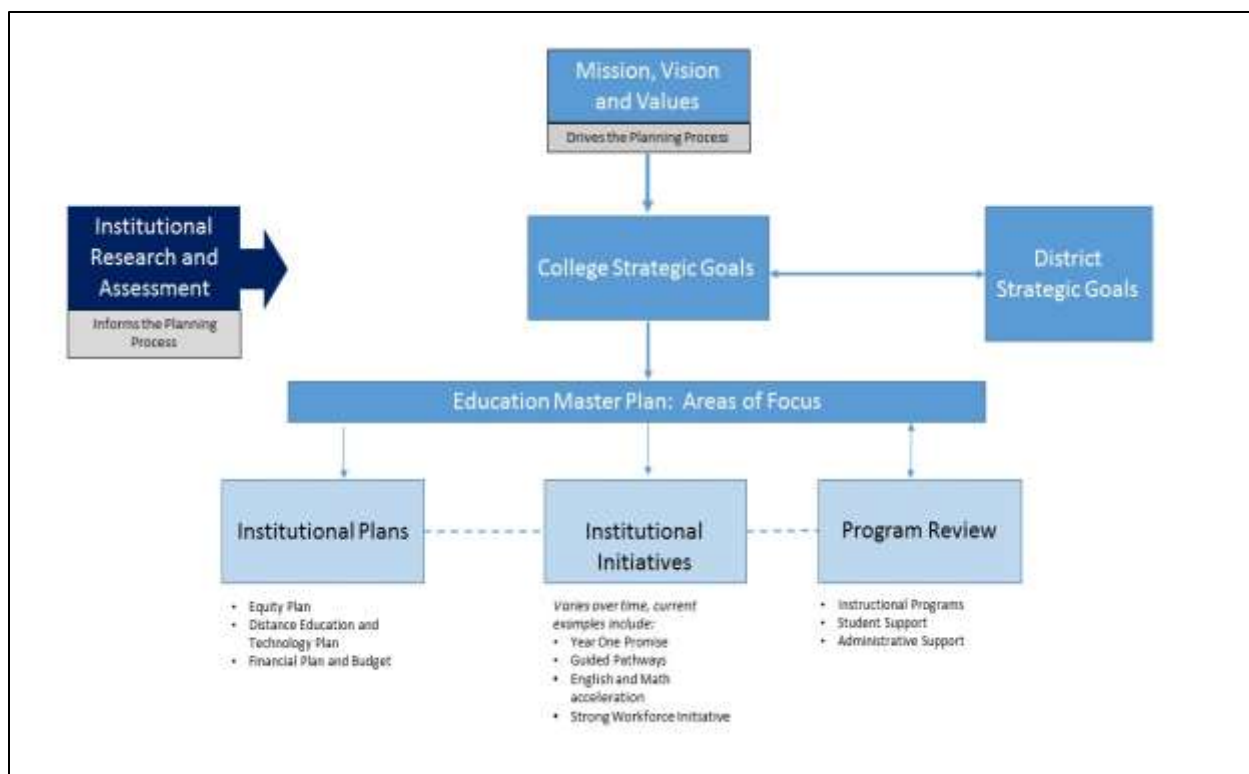 Mission, Vision
and Values
Drives the Planning Process
Institutional
Research and
Assessment
Informs the Planning
Process
College Strategic Goals
District
Strategic Goals
Education Master Plan:  Areas of Focus
Institutional Plans
• Equity Plan
• Distance Education and
Technology Plan
• Financial Plan and Budget
Institutional
Initiatives
Varies over time, current
examples include:
• Year One Promise
• Guided Pathways
• English and Math
acceleration
• Strong Workforce Initiative
Program Review
• Instructional Programs
• Student Support
• Administrative Support